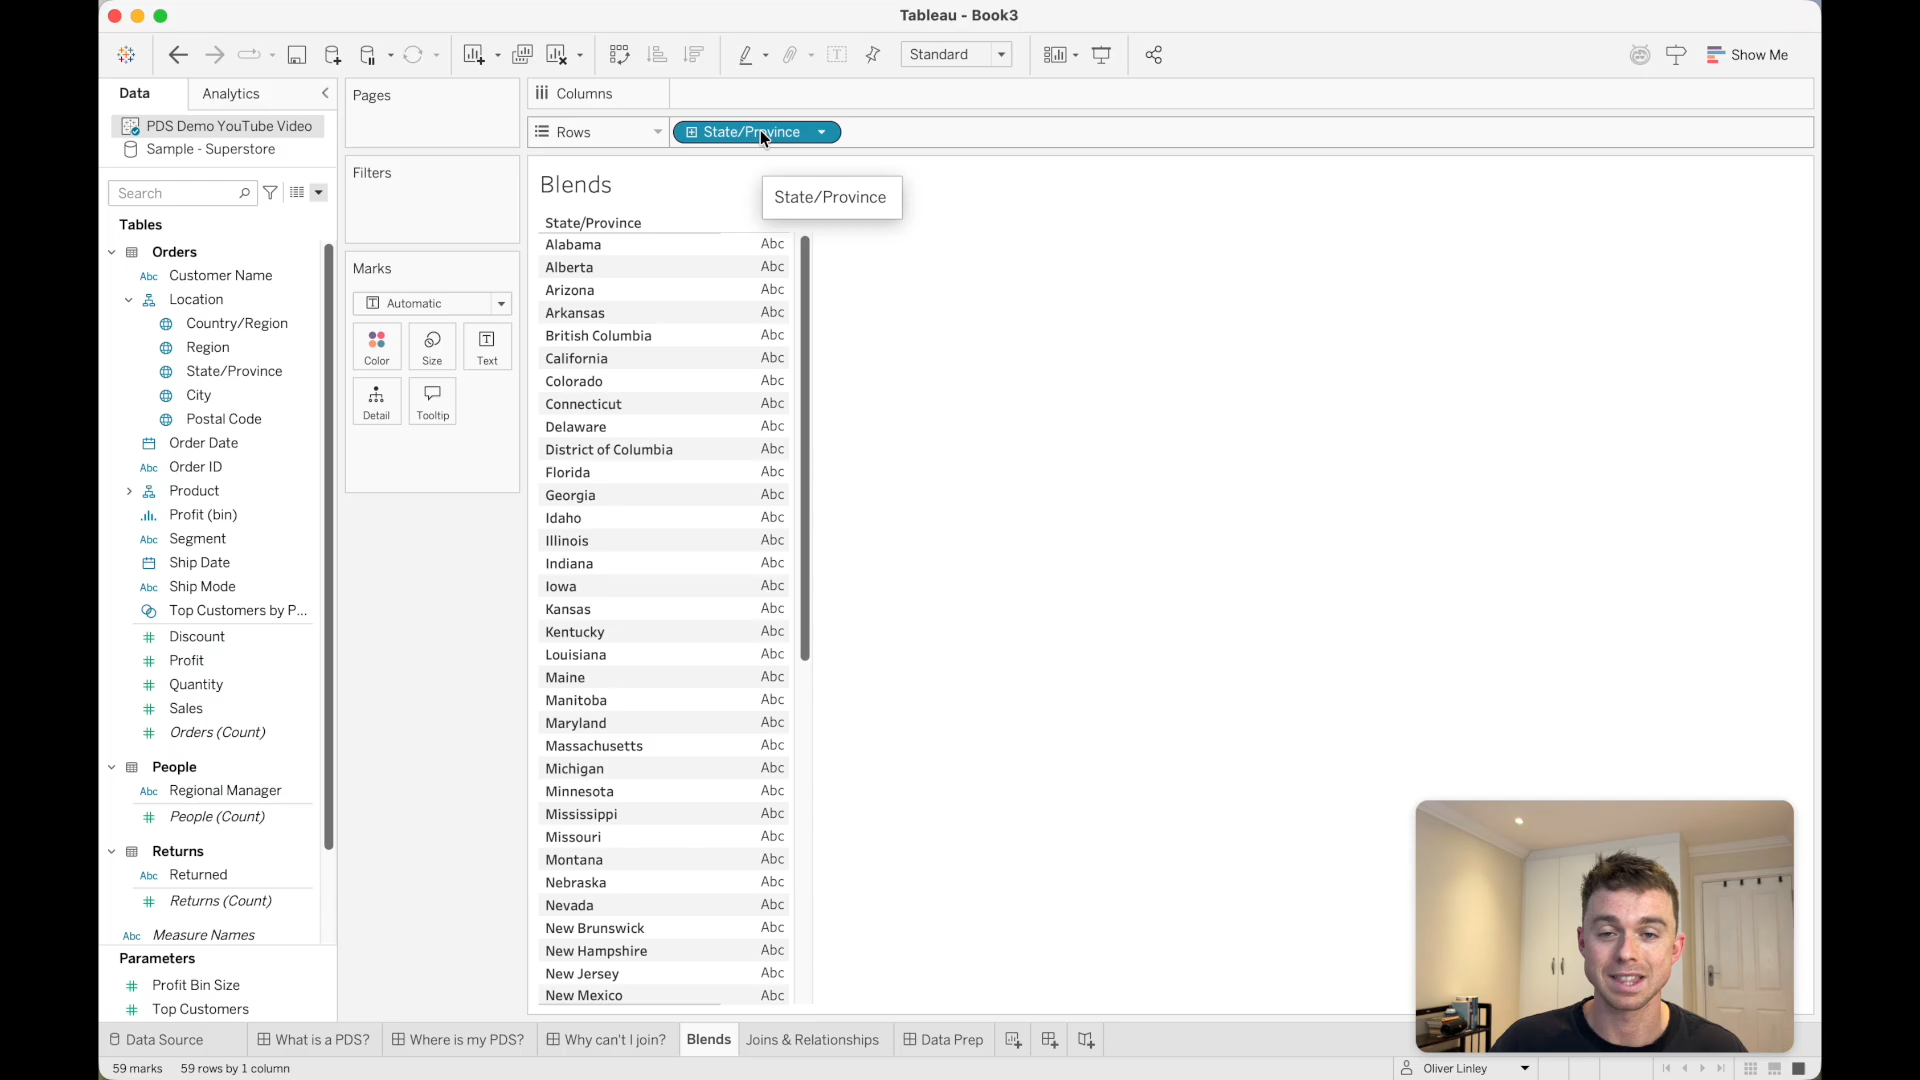 Tableau - Book3
Standard
Show Me
Data
Analytics
Pages
Columns
PDS Demo YouTube Video
Rows
State/Province
Sample - Superstore
Filters
Blends
Search
State/Province
Tables
State/Province
Orders
Customer Name
Location
Country/Region
Region
State/Province
City
Postal Code
Order Date
Order ID
Product
Profit (bin)
Segment
Ship Date
Ship Mode
Top Customers by P...
Discount
Profit
Quantity
Sales
Orders (Count)
People
Regional Manager
People (Count)
Returns
Returned
Returns (Count)
Abc Measure Names
Parameters
Profit Bin Size
Top Customers
Marks
Automatic
Color
Size
Text
Detail
Tooltip
Alabama Abc
Alberta Abc
Arizona Abc
Arkansas Abc
British Columbia Abc
California Abc
Colorado Abc
Connecticut Abc
Delaware Abc
District of Columbia Abc
Florida Abc
Georgia Abc
Idaho Abc
Illinois Abc
Indiana Abc
Iowa Abc
Kansas Abc
Kentucky Abc
Louisiana Abc
Maine Abc
Manitoba Abc
Maryland Abc
Massachusetts Abc
Michigan Abc
Minnesota Abc
Mississippi Abc
Missouri Abc
Montana Abc
Nebraska Abc
Nevada Abc
New Brunswick Abc
New Hampshire Abc
New Jersey Abc
New Mexico Abc
Data Source
What is a PDS?
Where is my PDS?
Why can't I join?
Blends
Joins & Relationships
Data Prep
59 marks
59 rows by 1 column
Oliver Linley